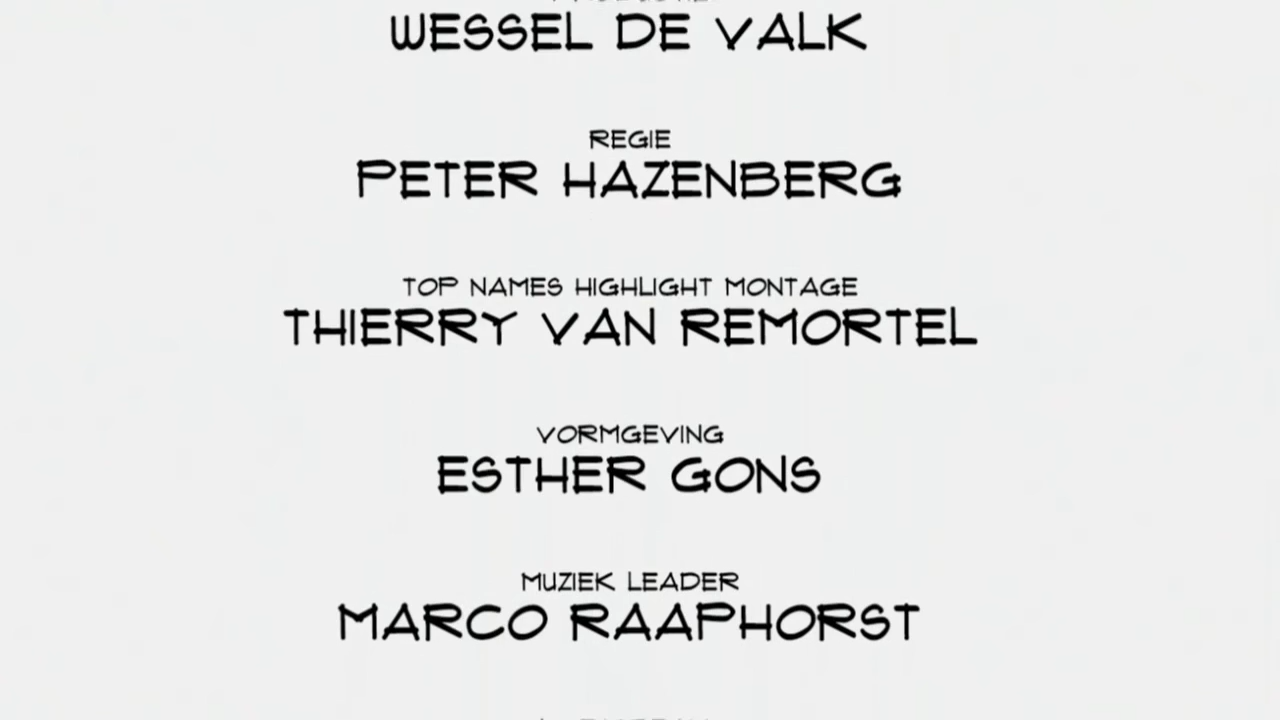 WESSEL DE VALK
REGIE
PETER HAZENBERG
TOP NAMES HIGHLIGHT MONTAGE
THIERRY VAN REMORTEL
VORMGEVING
ESTHER GONS
MUZIEK LEADER
MARCO RAAPHORST